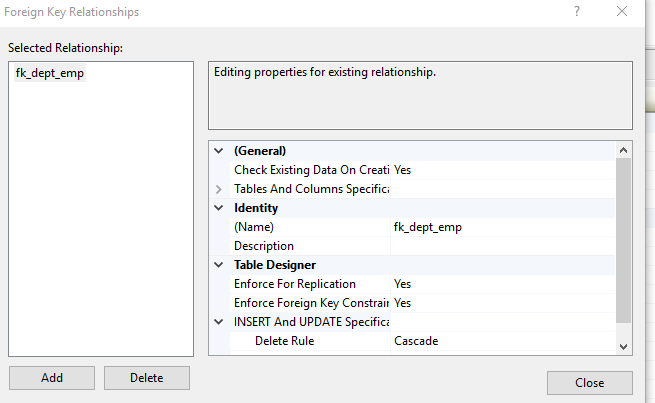 Foreign Key Relationships
?
Selected Relationship:
fk_dept_emp
Editing properties for existing relationship.
(General)
Check Existing Data On Creati Yes
Tables And Columns Specifica
Identity
(Name) fk_dept_emp
Description
Table Designer
Enforce For Replication Yes
Enforce Foreign Key Constrain Yes
INSERT And UPDATE Specifica
Delete Rule Cascade
Add Delete
Close